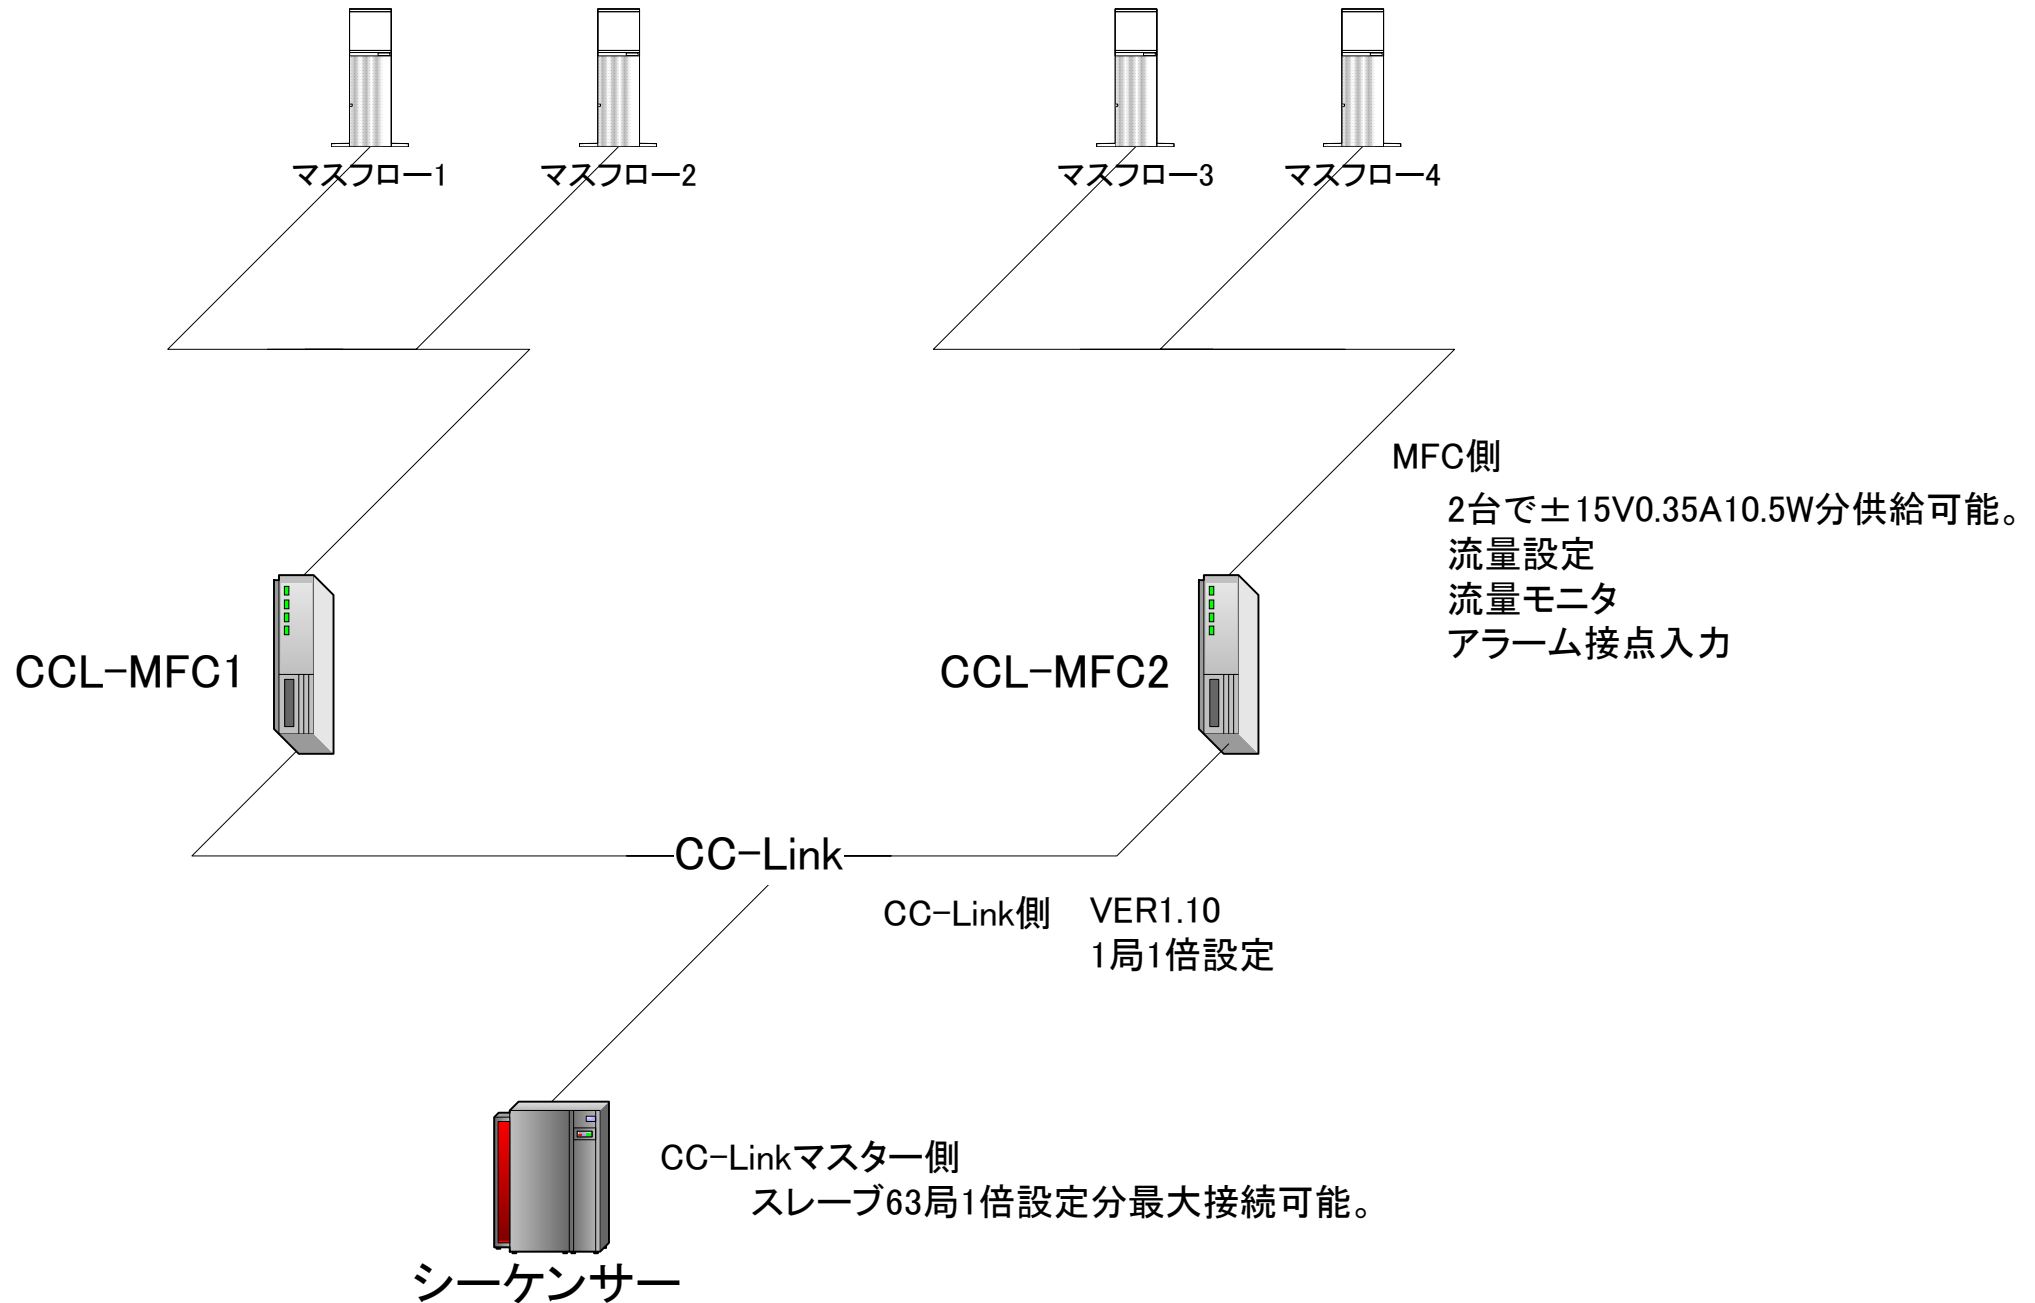 マスフロー1
マスフロー2
マスフロー3
マスフロー4
MFC側
2台で±15V0.35A10.5W分供給可能。
流量設定
流量モニタ
アラーム接点入力
CCL-MFC1
CCL-MFC2
CC-Link
CC-Link側
VER1.10
1局1倍設定
CC-Linkマスター側
スレーブ63局1倍設定分最大接続可能。
シーケンサー